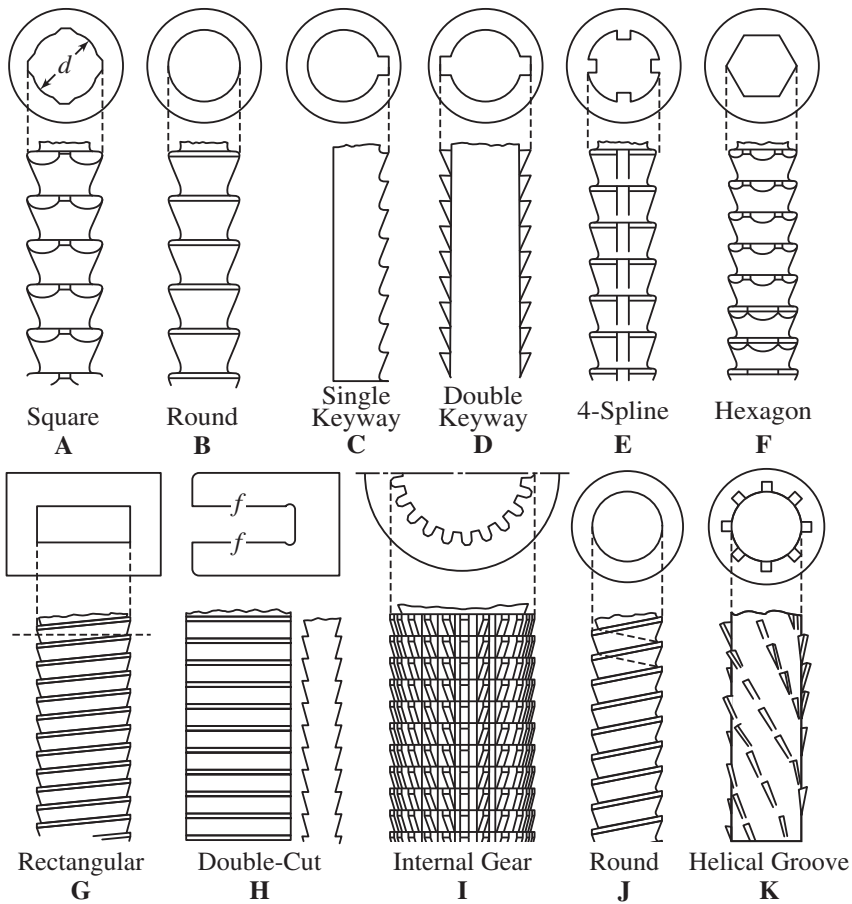 d
Square
A
Round
B
Single
Keyway
C
Double
Keyway
D
4-Spline
E
Hexagon
F
f
f
Rectangular
G
Double-Cut
H
Internal Gear
I
Round
J
Helical Groove
K